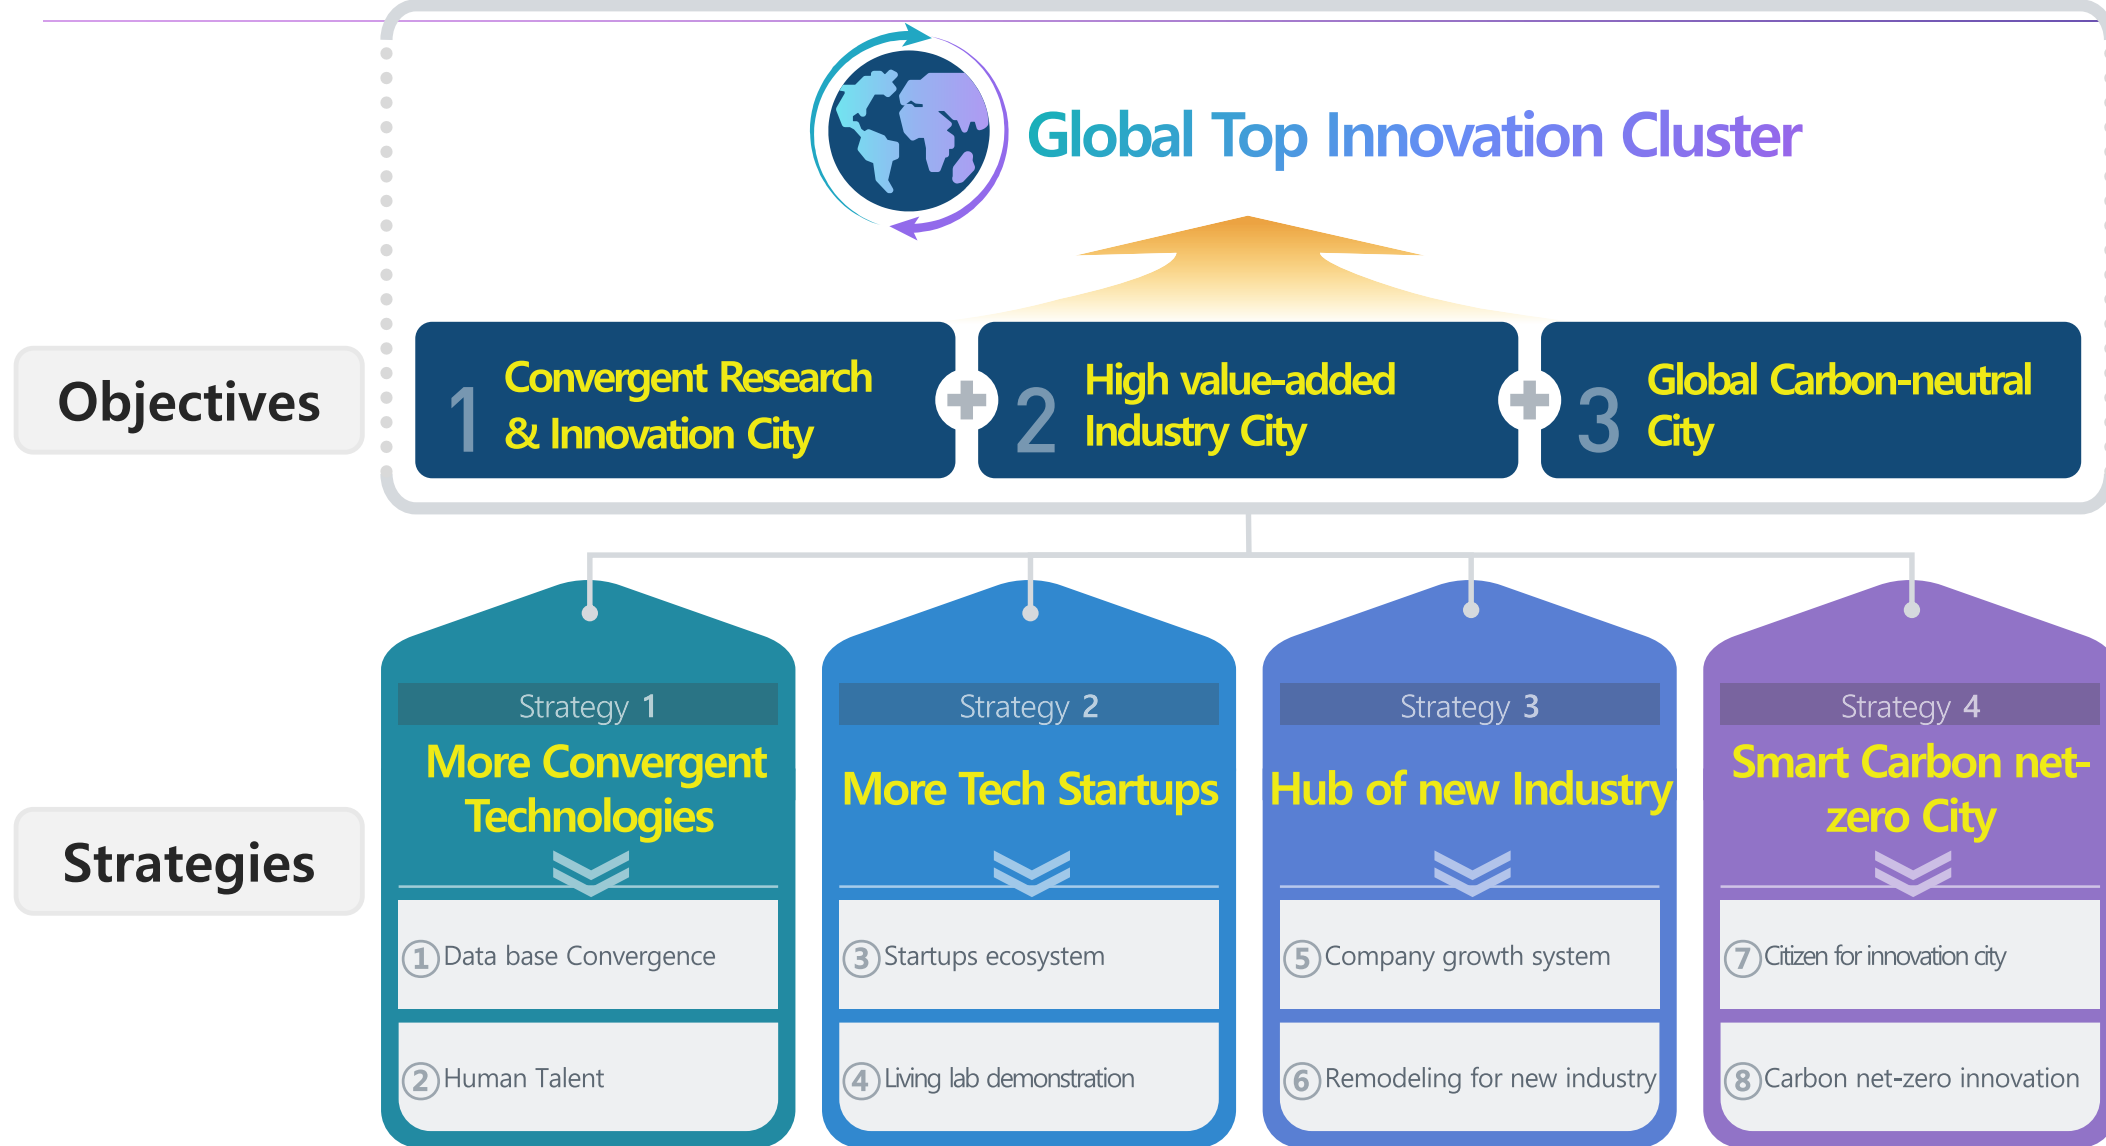 Global Top Innovation Cluster
Objectives
1
Convergent Research
& Innovation City
2
High value-added
Industry City
3
Global Carbon-neutral
City
Strategies
Strategy 1
More Convergent
Technologies
① Data base Convergence
② Human Talent
Strategy 2
More Tech Startups
③ Startups ecosystem
④ Living lab demonstration
Strategy 3
Hub of new Industry
⑤ Company growth system
⑥ Remodeling for new industry
Strategy 4
Smart Carbon net-
zero City
⑦ Citizen for innovation city
⑧ Carbon net-zero innovation